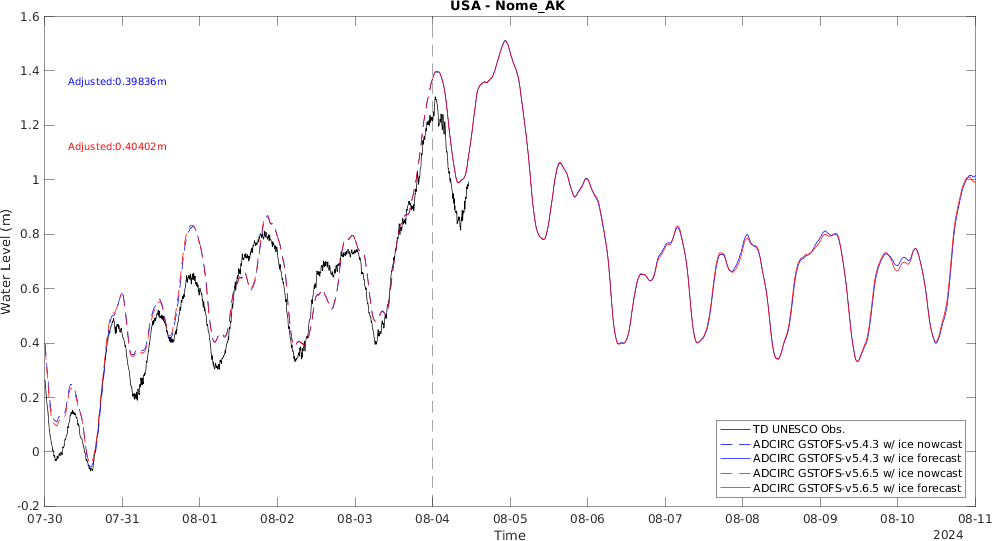 USA - Nome_AK
1.6
1.4
1.2
1
0.8
0.6
0.4
0.2
0
-0.2
Water Level (m)
Adjusted:0.39836m
Adjusted:0.40402m
TD UNESCO Obs.
ADCIRC GSTOFS-v5.4.3 w/ ice nowcast
ADCIRC GSTOFS-v5.4.3 w/ ice forecast
ADCIRC GSTOFS-v5.6.5 w/ ice nowcast
ADCIRC GSTOFS-v5.6.5 w/ ice forecast
07-30 07-31 08-01 08-02 08-03 08-04 08-05 08-06 08-07 08-08 08-09 08-10 08-11
Time
2024